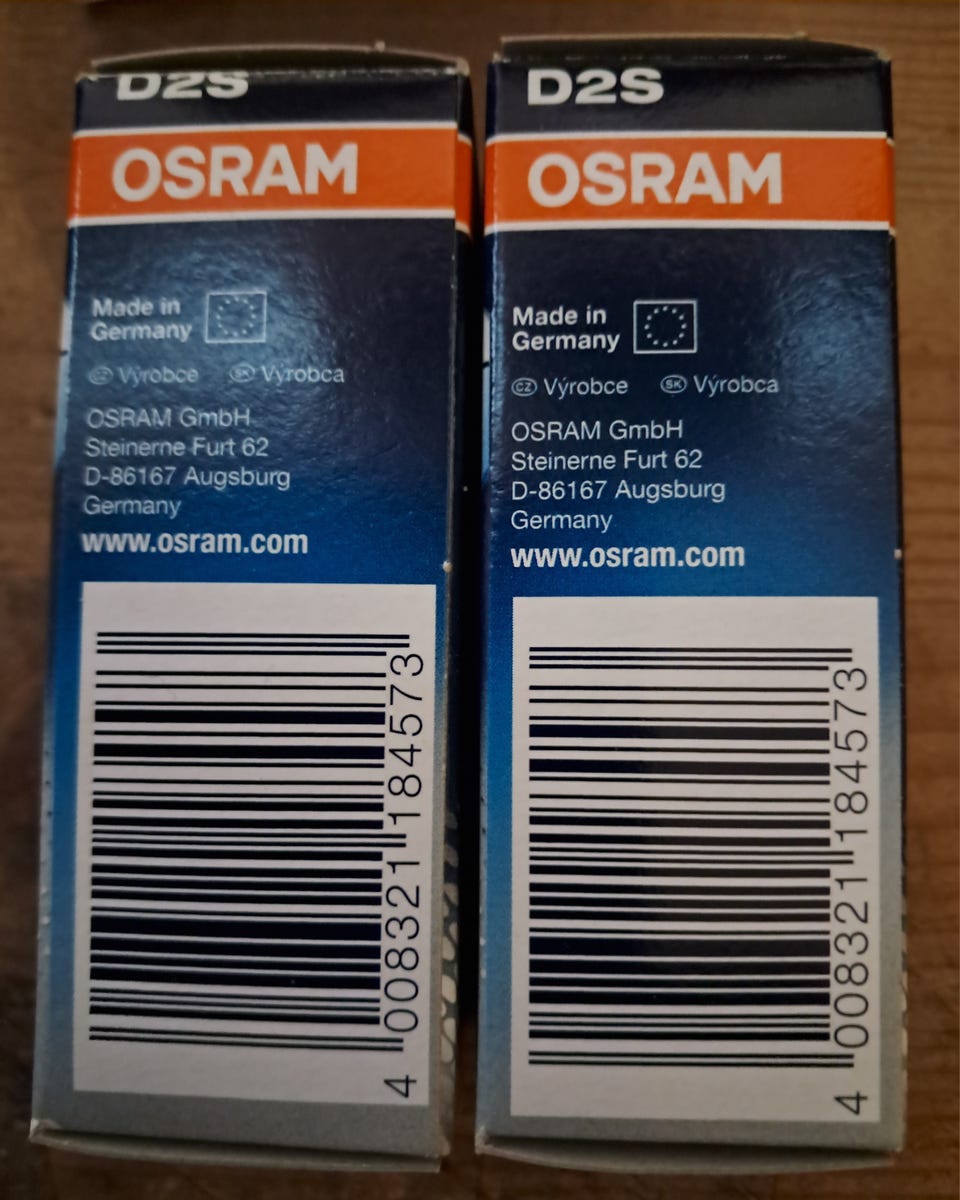 D2S
OSRAM
Made in
Germany
CZ Výrobce SK Výrobca
OSRAM GmbH
Steinerne Furt 62
D-86167 Augsburg
Germany
www.osram.com
4 008321 184573
D2S
OSRAM
Made in
Germany
CZ Výrobce SK Výrobca
OSRAM GmbH
Steinerne Furt 62
D-86167 Augsburg
Germany
www.osram.com
4 008321 184573